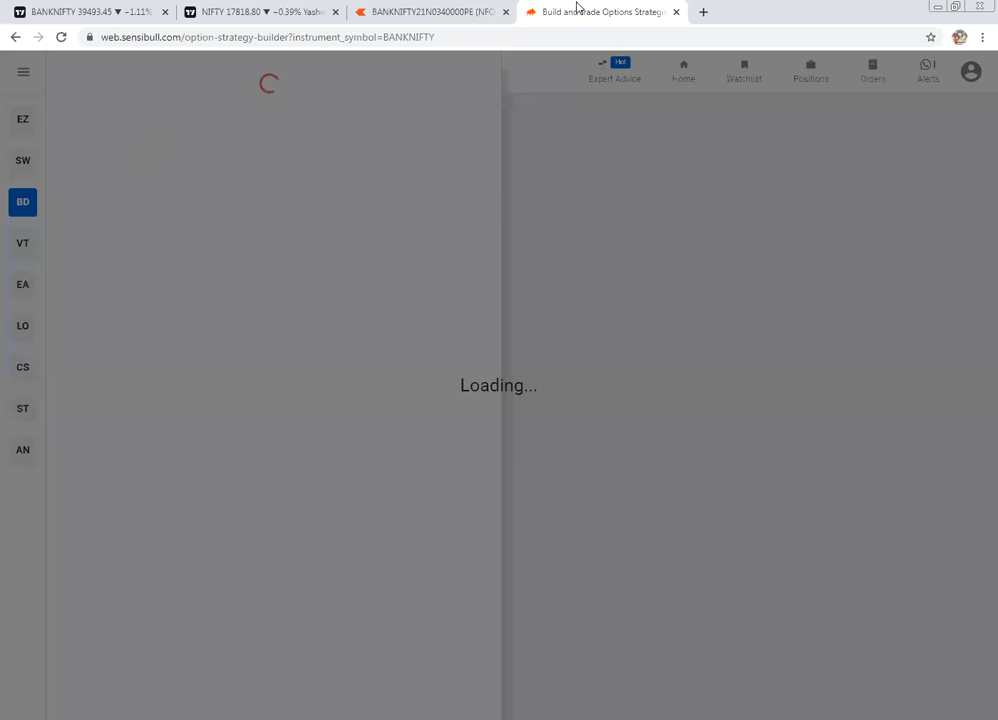 BANKNIFTY 39493.45 ▼ −1.11%
NIFTY 17818.80 ▼ −0.39% Yashw
BANKNIFTY21N0340000PE (NFO
Build and Trade Options Strategi
web.sensibull.com/option-strategy-builder?instrument_symbol=BANKNIFTY
Hot
Expert Advice
Home
Watchlist
Positions
Orders
Alerts
EZ
SW
BD
VT
EA
LO
CS
ST
AN
Loading...